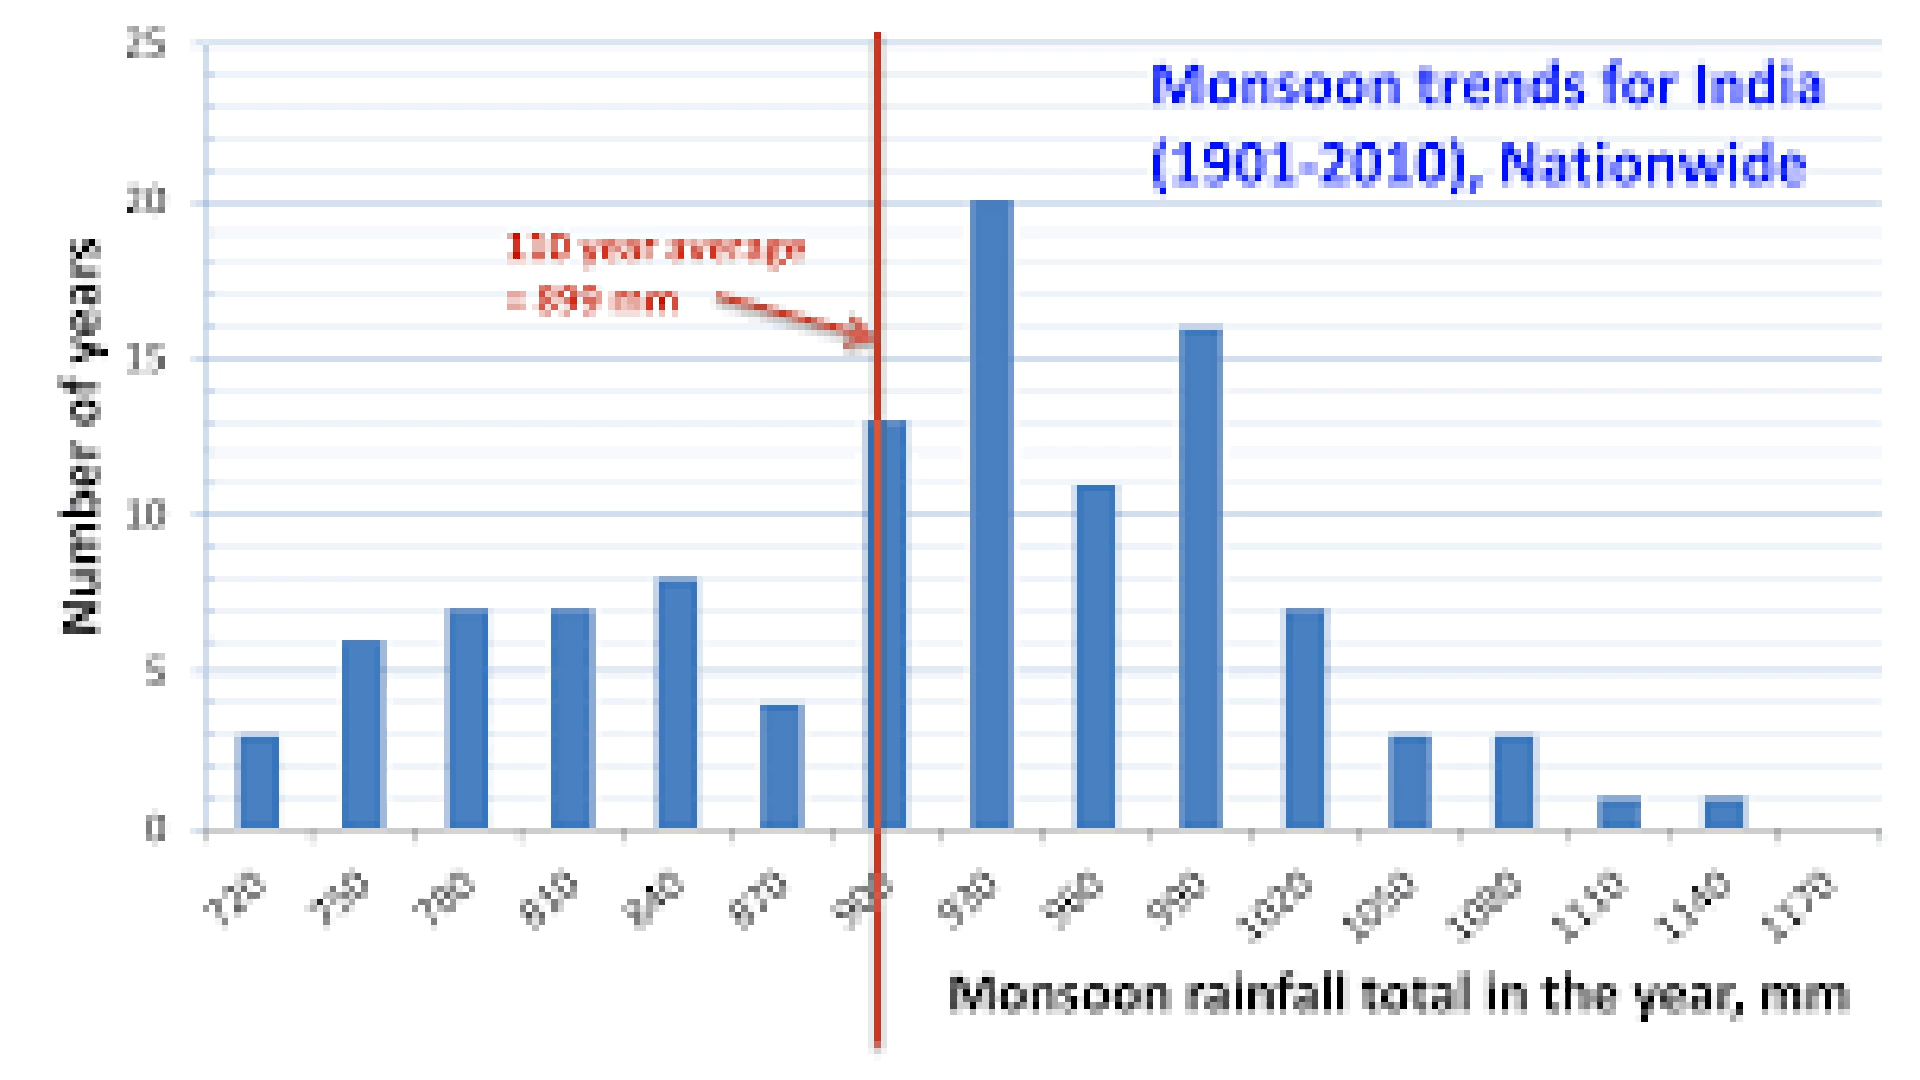 25
Monsoon trends for India
(1901-2010), Nationwide
20
110 year average
= 899 mm
15
10
5
0
Number of years
720 750 780 810 840 870 900 930 960 990 1020 1050 1080 1110 1140 1170
Monsoon rainfall total in the year, mm